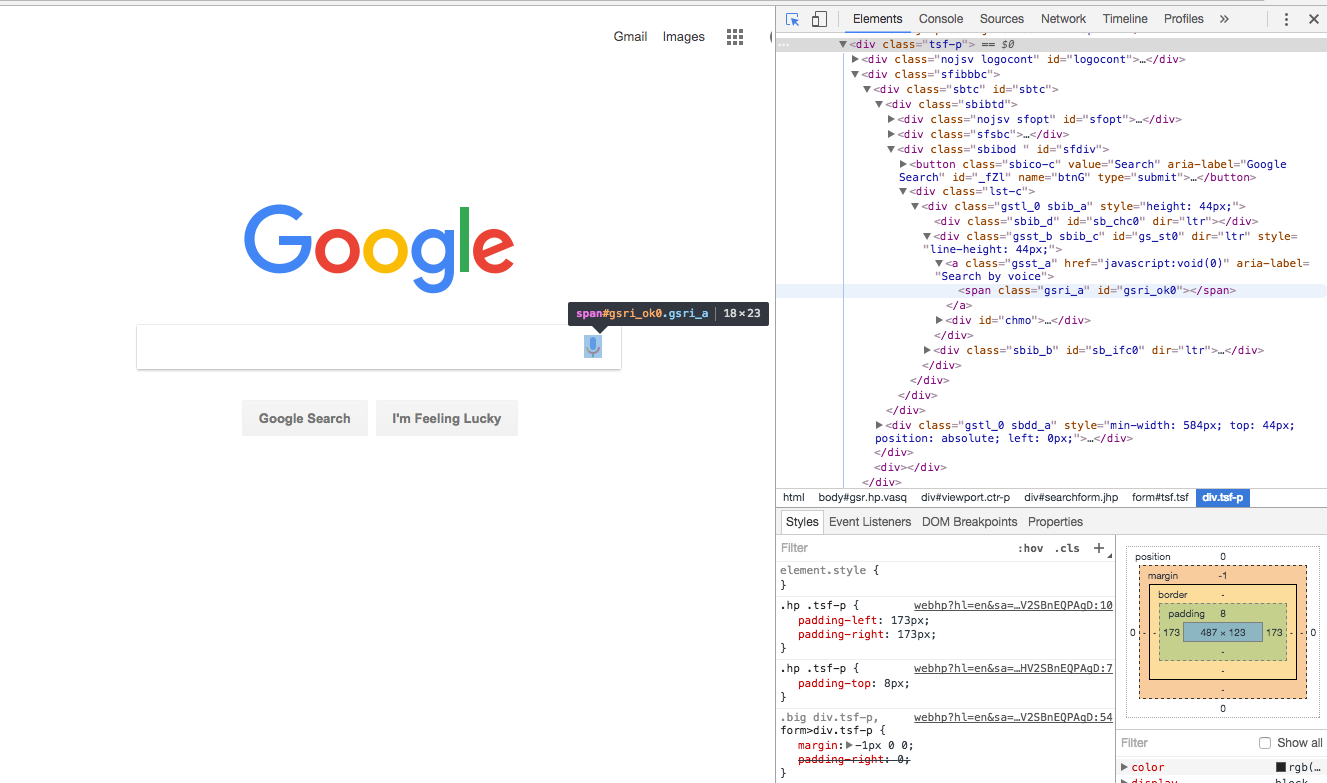 Gmail Images
Google
span#gsri_ok0.gsri_a 18×23
Google Search I'm Feeling Lucky
Elements Console Sources Network Timeline Profiles »
… ▼<div class="tsf-p"> == $0
▶<div class="nojsv logocont" id="logocont">…</div>
▼<div class="sfibbbc">
▼<div class="sbtc" id="sbtc">
▼<div class="sbibtd">
▶<div class="nojsv sfopt" id="sfopt">…</div>
▶<div class="sfsbc">…</div>
▼<div class="sbibod " id="sfdiv">
▶<button class="sbico-c" value="Search" aria-label="Google
Search" id="_fZl" name="btnG" type="submit">…</button>
▼<div class="lst-c">
▼<div class="gstl_0 sbib_a" style="height: 44px;">
<div class="sbib_d" id="sb_chc0" dir="ltr"></div>
▼<div class="gsst_b sbib_c" id="gs_st0" dir="ltr" style=
"line-height: 44px;">
▼<a class="gsst_a" href="javascript:void(0)" aria-label=
"Search by voice">
<span class="gsri_a" id="gsri_ok0"></span>
</a>
▶<div id="chmo">…</div>
</div>
▶<div class="sbib_b" id="sb_ifc0" dir="ltr">…</div>
</div>
</div>
</div>
</div>
▶<div class="gstl_0 sbdd_a" style="min-width: 584px; top: 44px;
position: absolute; left: 0px;">…</div>
</div>
<div></div>
</div>
html body#gsr.hp.vasq div#viewport.ctr-p div#searchform.jhp form#tsf.tsf div.tsf-p
Styles Event Listeners DOM Breakpoints Properties
Filter :hov .cls +
element.style {
}
.hp .tsf-p { webhp?hl=en&sa=…V2SBnEQPAgD:10
padding-left: 173px;
padding-right: 173px;
}
.hp .tsf-p { webhp?hl=en&sa=…HV2SBnEQPAgD:7
padding-top: 8px;
}
.big div.tsf-p, webhp?hl=en&sa=…V2SBnEQPAgD:54
form>div.tsf-p {
margin:▶-1px 0 0;
padding-right: 0;
}
position 0
margin -1
border -
padding 8
0 - - 173 487 × 123 173 - - 0
-
-
-
0
Filter Show all
▶ color rgb(…
▶ display block